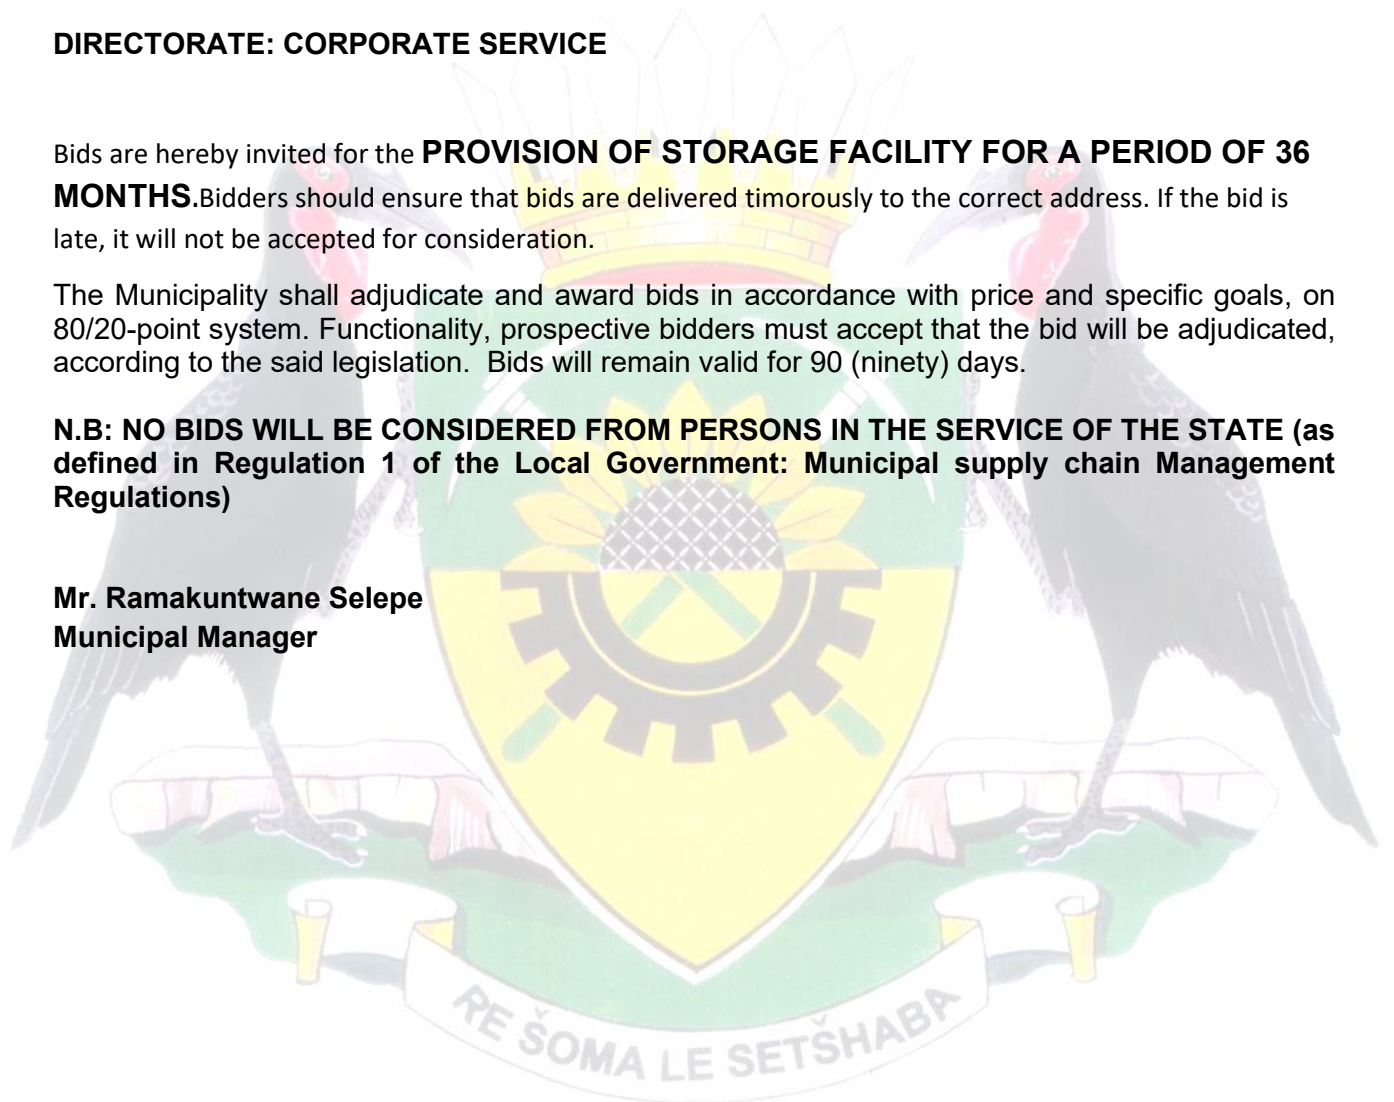 DIRECTORATE: CORPORATE SERVICE
Bids are hereby invited for the PROVISION OF STORAGE FACILITY FOR A PERIOD OF 36
MONTHS.Bidders should ensure that bids are delivered timorously to the correct address. If the bid is
late, it will not be accepted for consideration.
The Municipality shall adjudicate and award bids in accordance with price and specific goals, on
80/20-point system. Functionality, prospective bidders must accept that the bid will be adjudicated,
according to the said legislation.  Bids will remain valid for 90 (ninety) days.
N.B: NO BIDS WILL BE CONSIDERED FROM PERSONS IN THE SERVICE OF THE STATE (as
defined in Regulation 1 of the Local Government: Municipal supply chain Management
Regulations)
Mr. Ramakuntwane Selepe
Municipal Manager
RE ŠOMA LE SETŠHABA